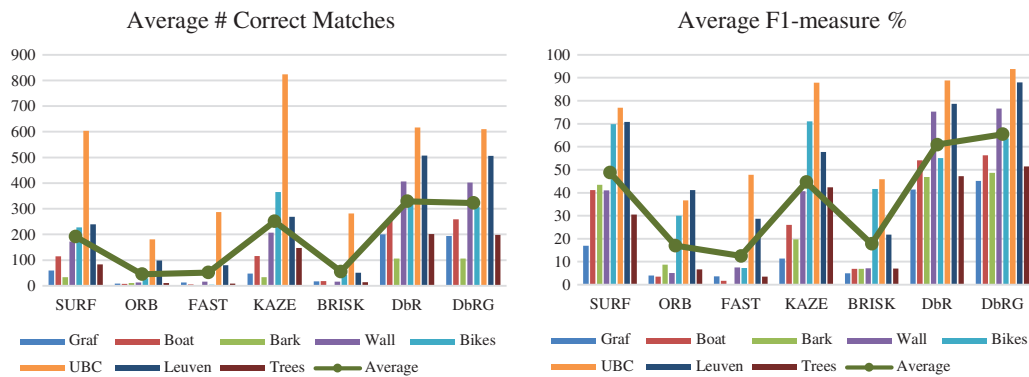 Average # Correct Matches
900
800
700
600
500
400
300
200
100
0
SURF ORB FAST KAZE BRISK DbR DbRG
Graf Boat Bark Wall Bikes
UBC Leuven Trees Average
Average F1-measure %
100
90
80
70
60
50
40
30
20
10
0
SURF ORB FAST KAZE BRISK DbR DbRG
Graf Boat Bark Wall Bikes
UBC Leuven Trees Average